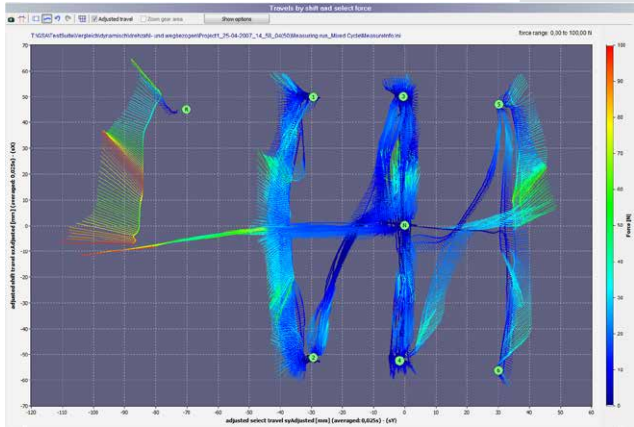 Travels by shift and select force
Adjusted travel Zoom gear area Show options
force range: 0,00 to 100,00 N
adjusted shift travel sxAdjusted [mm] (averaged: 0,025s) - (sX)
70
60
50
40
30
20
10
0
-10
-20
-30
-40
-50
-60
-70
R 1 3 5
N
2 4 6
-120 -110 -100 -90 -80 -70 -60 -50 -40 -30 -20 -10 0 10 20 30 40 50 60
adjusted select travel syAdjusted [mm] (averaged: 0,025s) - (sY)
100
90
80
70
60
50
40
30
20
10
0
Force [N]